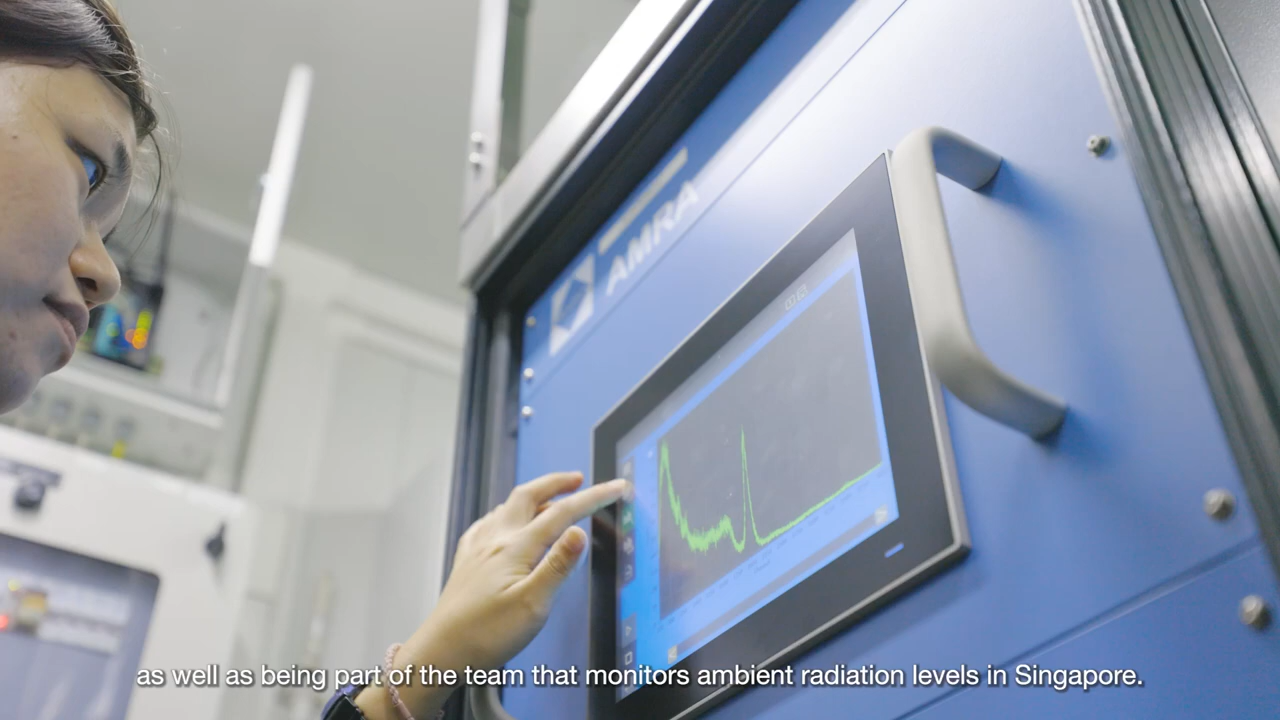 AMRA
as well as being part of the team that monitors ambient radiation levels in Singapore.